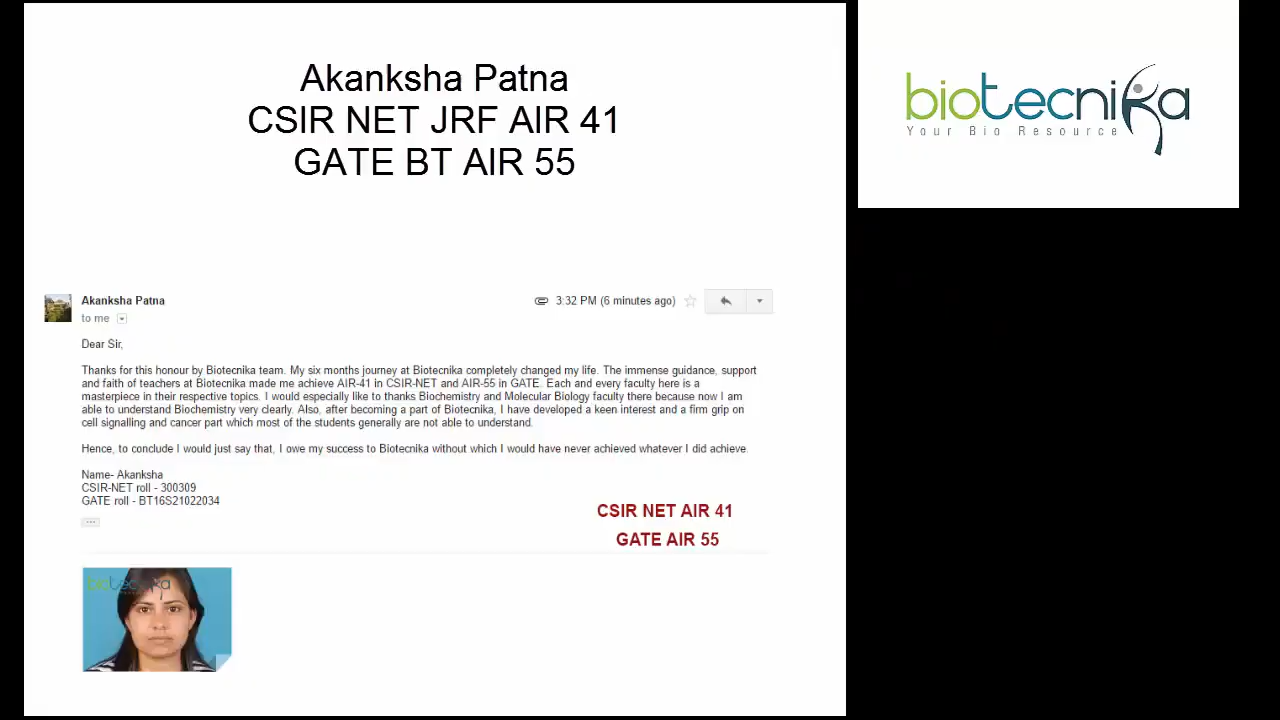 Akanksha Patna
CSIR NET JRF AIR 41
GATE BT AIR 55
biotecnika
Your Bio Resource
Akanksha Patna
3:32 PM (6 minutes ago)
to me
Dear Sir,
Thanks for this honour by Biotecnika team. My six months journey at Biotecnika completely changed my life. The immense guidance, support
and faith of teachers at Biotecnika made me achieve AIR-41 in CSIR-NET and AIR-55 in GATE. Each and every faculty here is a
masterpiece in their respective topics. I would especially like to thanks Biochemistry and Molecular Biology faculty there because now I am
able to understand Biochemistry very clearly. Also, after becoming a part of Biotecnika, I have developed a keen interest and a firm grip on
cell signalling and cancer part which most of the students generally are not able to understand.
Hence, to conclude I would just say that, I owe my success to Biotecnika without which I would have never achieved whatever I did achieve.
Name- Akanksha
CSIR-NET roll - 300309
GATE roll - BT16S21022034
CSIR NET AIR 41
GATE AIR 55
biotecnika